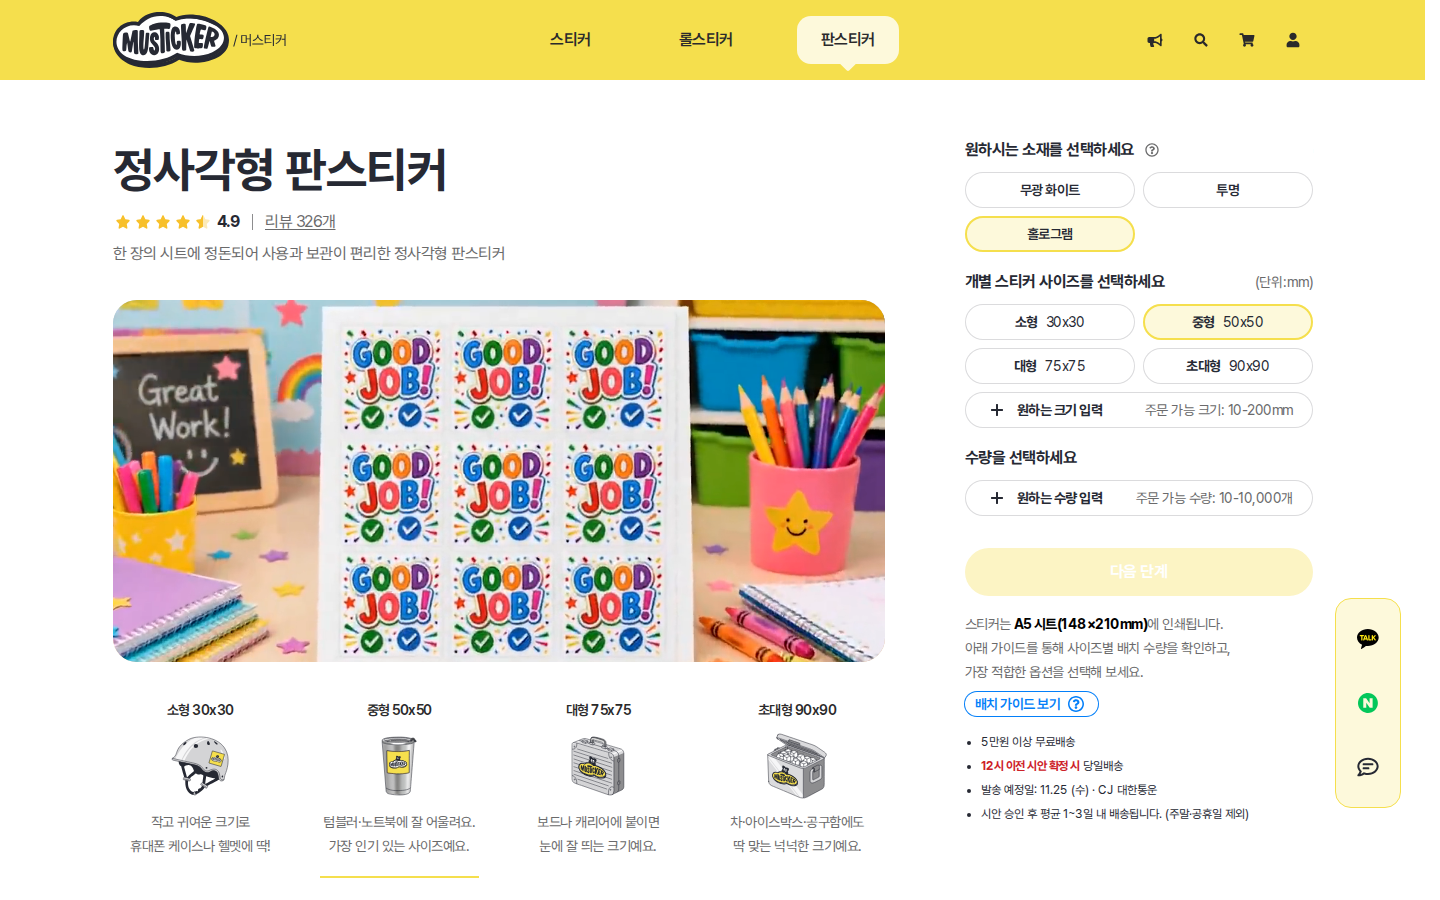 MUSTICKER / 머스티커
스티커
롤스티커
판스티커
정사각형 판스티커
4.9
리뷰 326개
한 장의 시트에 정돈되어 사용과 보관이 편리한 정사각형 판스티커
Great
Work!
GOOD JOB! GOOD JOB! GOOD JOB!
GOOD JOB! GOOD JOB! GOOD JOB!
GOOD JOB! GOOD JOB! GOOD JOB!
소형 30x30
MUSTICKER
작고 귀여운 크기로
휴대폰 케이스나 헬멧에 딱!
중형 50x50
MUSTICKER
텀블러·노트북에 잘 어울려요.
가장 인기 있는 사이즈예요.
대형 75x75
MUSTICKER
보드나 캐리어에 붙이면
눈에 잘 띄는 크기예요.
초대형 90x90
MUSTICKER
차·아이스박스·공구함에도
딱 맞는 넉넉한 크기예요.
원하시는 소재를 선택하세요 ?
무광 화이트
투명
홀로그램
개별 스티커 사이즈를 선택하세요 (단위:mm)
소형 30x30
중형 50x50
대형 75x75
초대형 90x90
+ 원하는 크기 입력 주문 가능 크기: 10-200mm
수량을 선택하세요
+ 원하는 수량 입력 주문 가능 수량: 10-10,000개
다음 단계
스티커는 A5 시트(148×210mm)에 인쇄됩니다.
아래 가이드를 통해 사이즈별 배치 수량을 확인하고,
가장 적합한 옵션을 선택해 보세요.
배치 가이드 보기 ?
• 5만원 이상 무료배송
• 12시 이전 시안 확정 시 당일배송
• 발송 예정일: 11.25 (수) · CJ 대한통운
• 시안 승인 후 평균 1~3일 내 배송됩니다. (주말·공휴일 제외)
TALK
N